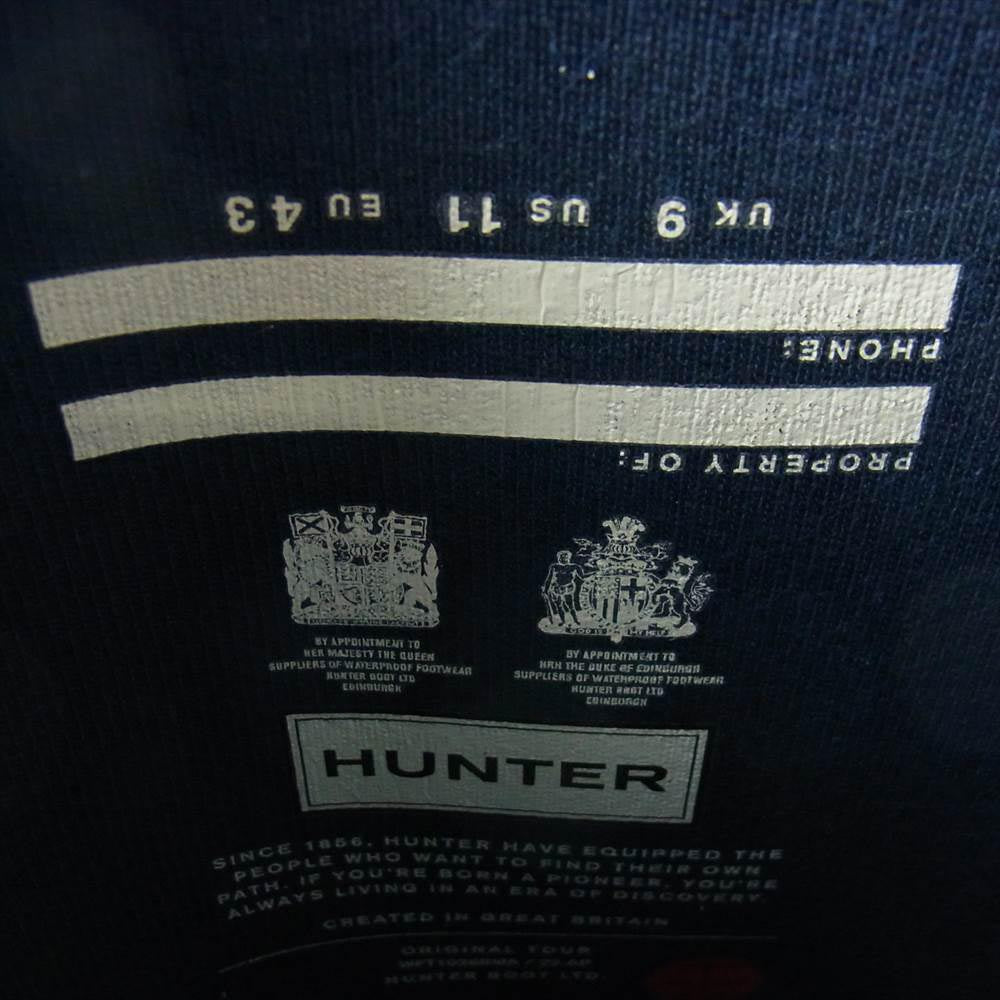 UK 9 US 11 EU 43
PHONE:
PROPERTY OF:
GOD IS MY HELP
BY APPOINTMENT TO
HER MAJESTY THE QUEEN
SUPPLIERS OF WATERPROOF FOOTWEAR
HUNTER BOOT LTD
EDINBURGH
BY APPOINTMENT TO
HRH THE DUKE OF EDINBURGH
SUPPLIERS OF WATERPROOF FOOTWEAR
HUNTER BOOT LTD
EDINBURGH
HUNTER
SINCE 1856, HUNTER HAVE EQUIPPED THE
PEOPLE WHO WANT TO FIND THEIR OWN
PATH. IF YOU'RE BORN A PIONEER, YOU'RE
ALWAYS LIVING IN AN ERA OF DISCOVERY.
CREATED IN GREAT BRITAIN
ORIGINAL TOUR
HUNTER BOOT LTD.